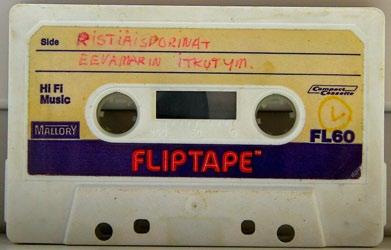 Side RISTIÄISPORINAT
EEVAMARIN ITKUTYM.
Hi Fi
Music
Compact
Cassette
MALLORY
FL60
FLIPTAPE™